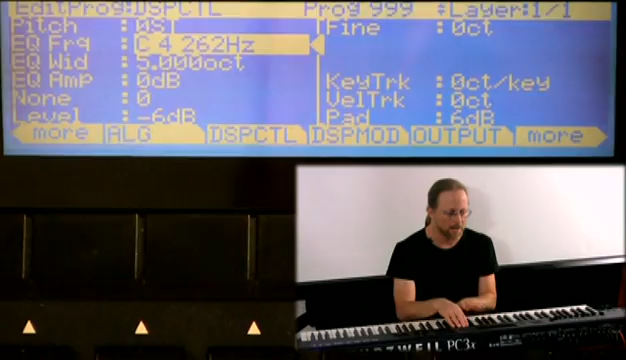 EditProg:DSPCTL Prog 999 Layer:1/1
Pitch : 0ST Fine : 0ct
EQ Frq : C 4 262Hz
EQ Wid : 5.000oct
EQ Amp : 0dB KeyTrk : 0ct/key
None : 0 VelTrk : 0ct
Level : -6dB Pad : 6dB
more ALG DSPCTL DSPMOD OUTPUT more
KURZWEIL PC3x